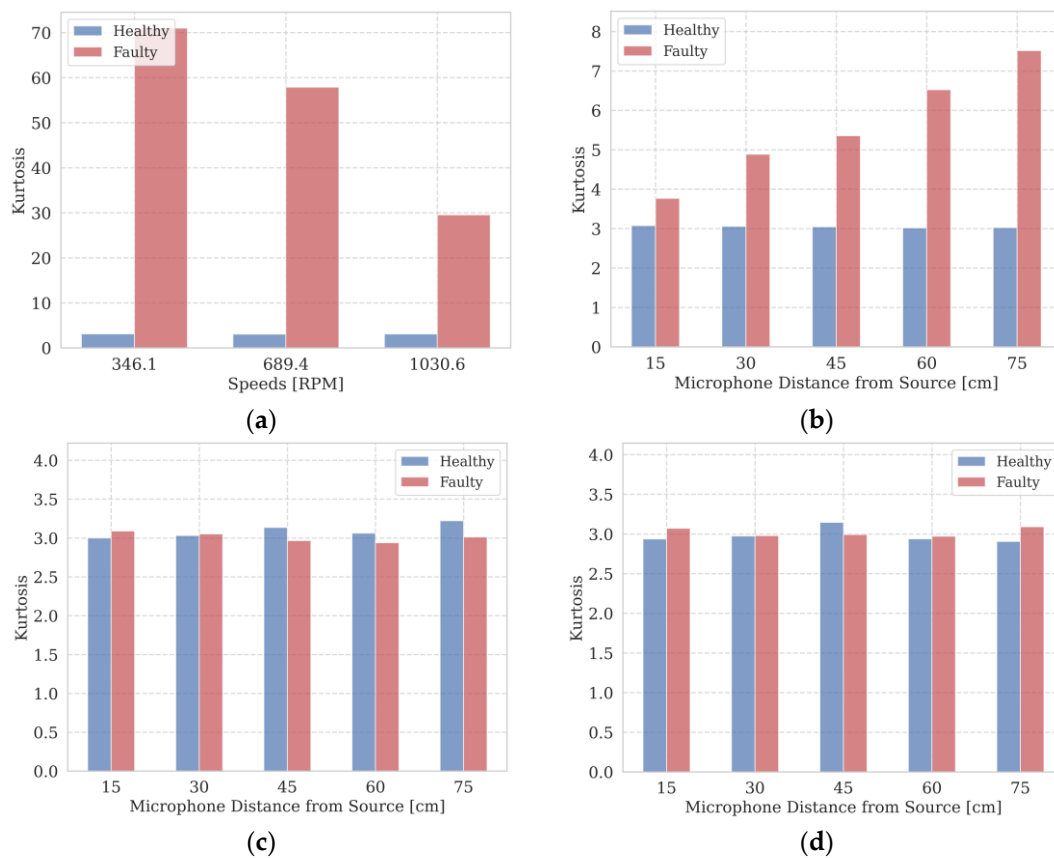 70
60
50
40
30
20
10
0
Kurtosis
Healthy
Faulty
346.1 689.4 1030.6
Speeds [RPM]
(a)
8
7
6
5
4
3
2
1
0
Kurtosis
Healthy
Faulty
15 30 45 60 75
Microphone Distance from Source [cm]
(b)
4.0
3.5
3.0
2.5
2.0
1.5
1.0
0.5
0.0
Kurtosis
Healthy
Faulty
15 30 45 60 75
Microphone Distance from Source [cm]
(c)
4.0
3.5
3.0
2.5
2.0
1.5
1.0
0.5
0.0
Kurtosis
Healthy
Faulty
15 30 45 60 75
Microphone Distance from Source [cm]
(d)